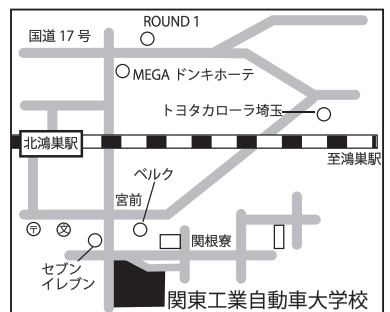 ROUND 1
国道 17 号
MEGA ドンキホーテ
トヨタカローラ埼玉
北鴻巣駅
至鴻巣駅
ベルク
宮前
〒
文
関根寮
セブン
イレブン
関東工業自動車大学校